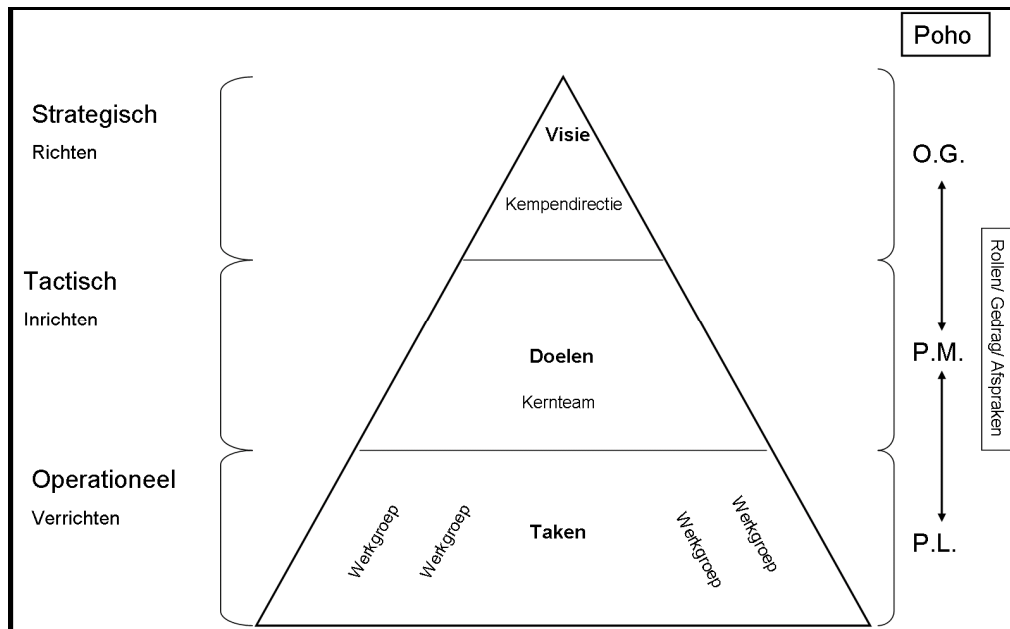 Poho
Strategisch
Richten
Visie
Kempendirectie
O.G.
Tactisch
Inrichten
Doelen
Kernteam
P.M.
Rollen/ Gedrag/ Afspraken
Operationeel
Verrichten
Werkgroep
Werkgroep
Taken
Werkgroep
Werkgroep
P.L.